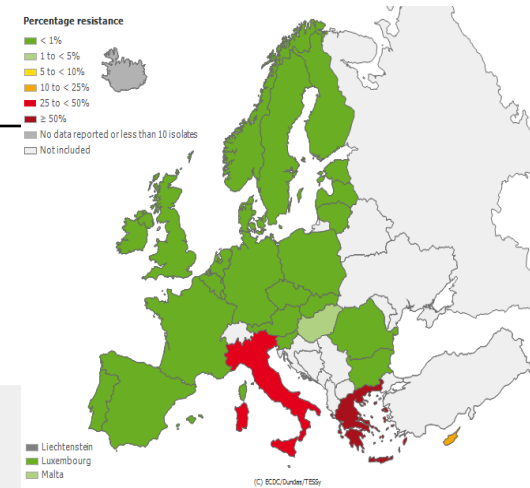 Percentage resistance
< 1%
1 to < 5%
5 to < 10%
10 to < 25%
25 to < 50%
≥ 50%
No data reported or less than 10 isolates
Not included
Liechtenstein
Luxembourg
Malta
(C) ECDC/Dundas/TESSy